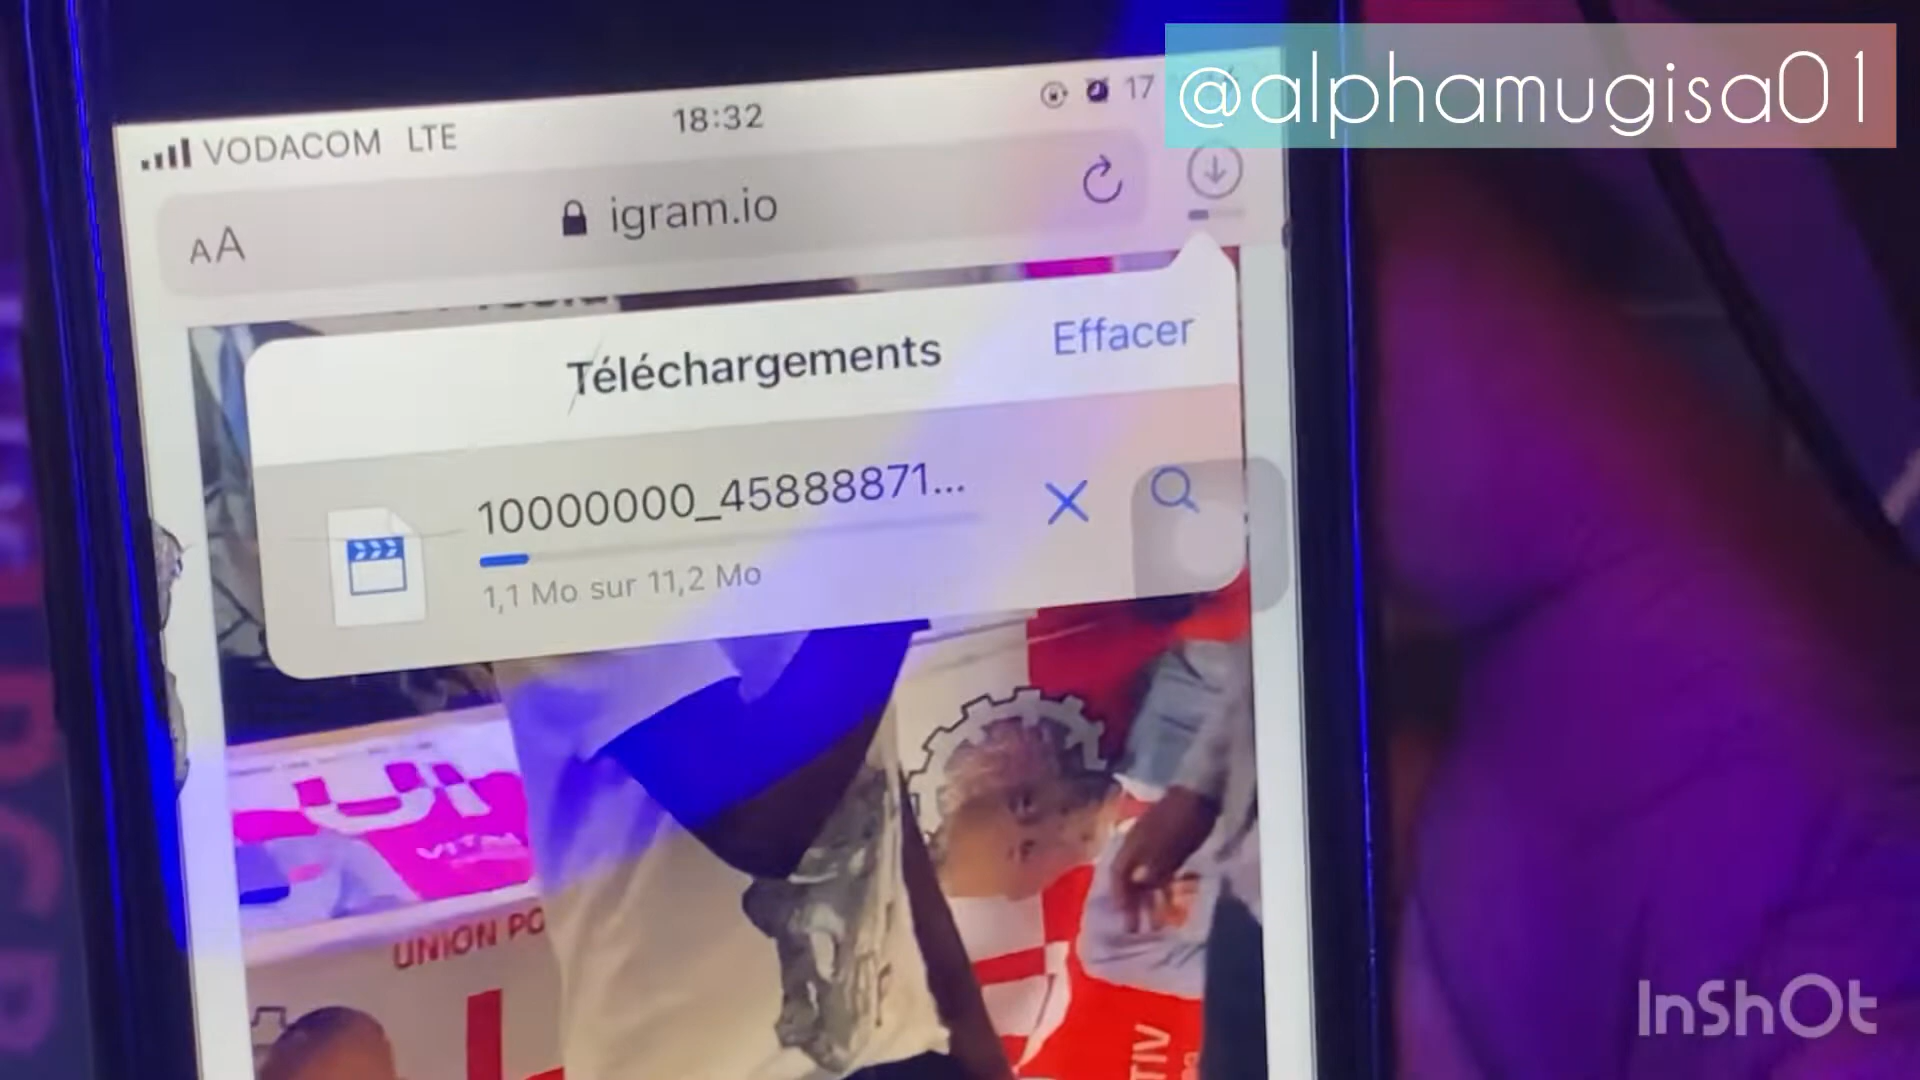 @alphamugisa01
VODACOM LTE
18:32
17
AA
igram.io
Téléchargements
Effacer
10000000_45888871...
1,1 Mo sur 11,2 Mo
UNION PO
TIV
InShOt